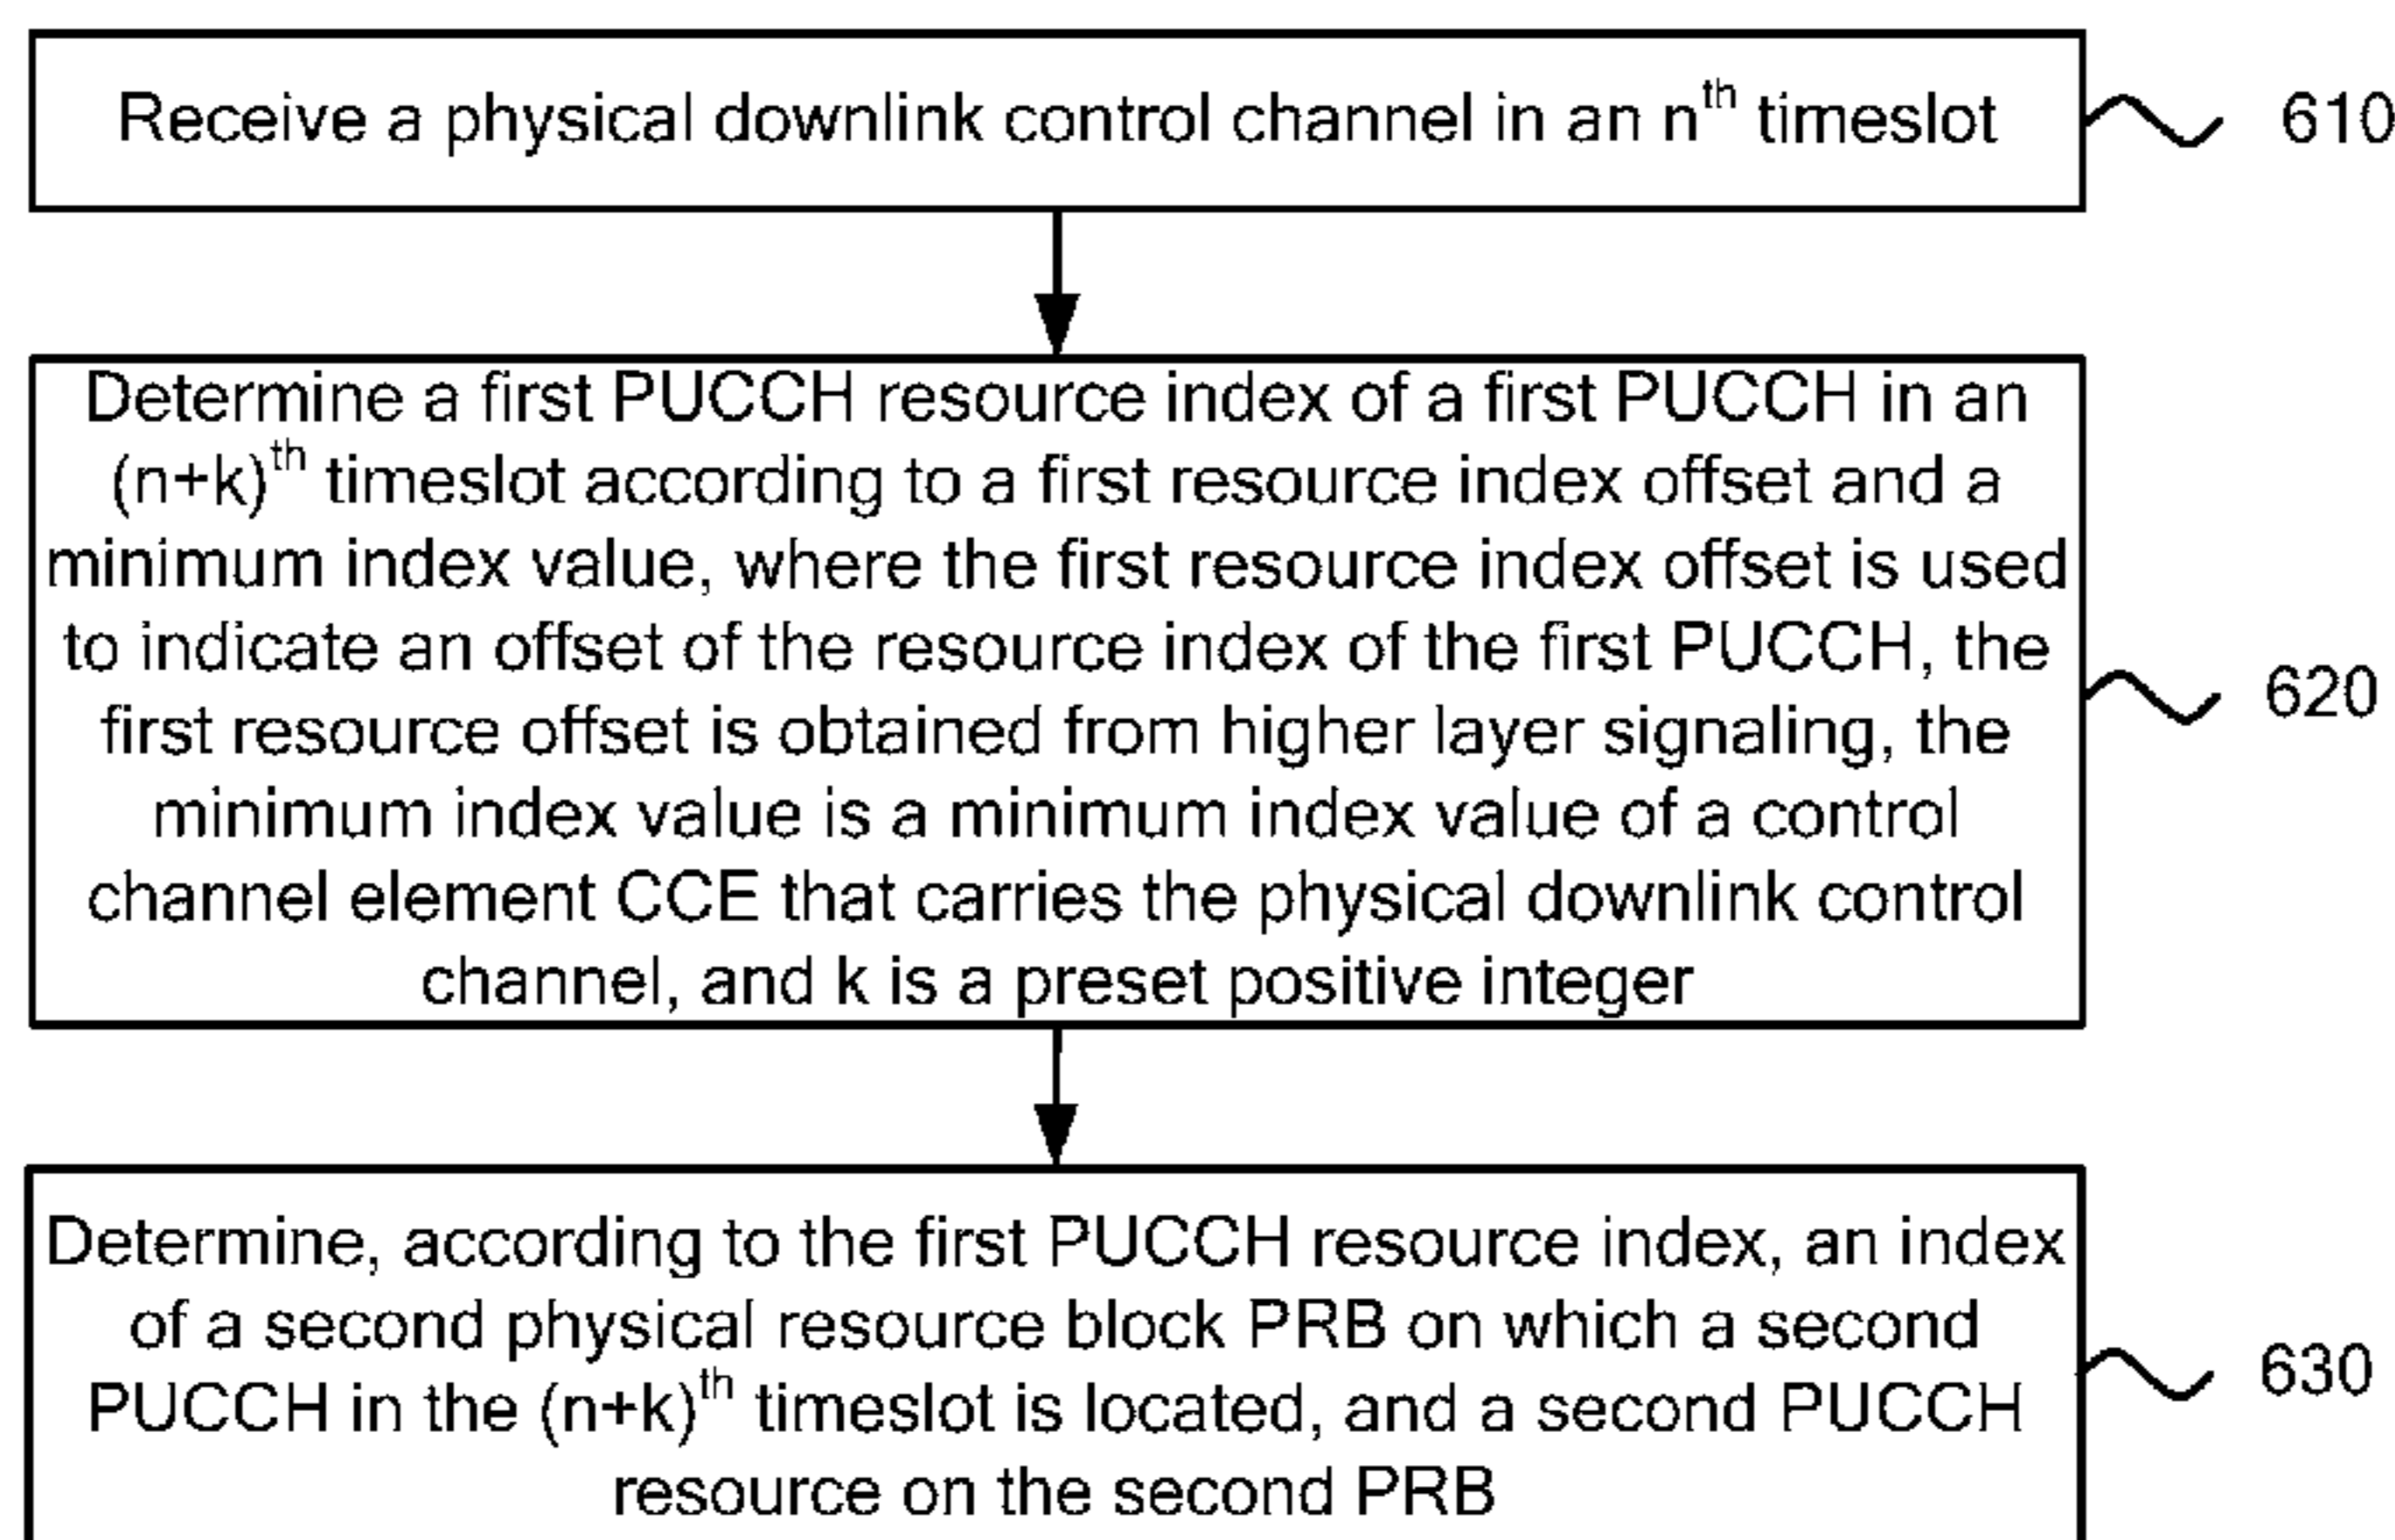 Receive a physical downlink control channel in an nth timeslot
610
Determine a first PUCCH resource index of a first PUCCH in an
(n+k)th timeslot according to a first resource index offset and a
minimum index value, where the first resource index offset is used
to indicate an offset of the resource index of the first PUCCH, the
first resource offset is obtained from higher layer signaling, the
minimum index value is a minimum index value of a control
channel element CCE that carries the physical downlink control
channel, and k is a preset positive integer
620
Determine, according to the first PUCCH resource index, an index
of a second physical resource block PRB on which a second
PUCCH in the (n+k)th timeslot is located, and a second PUCCH
resource on the second PRB
630